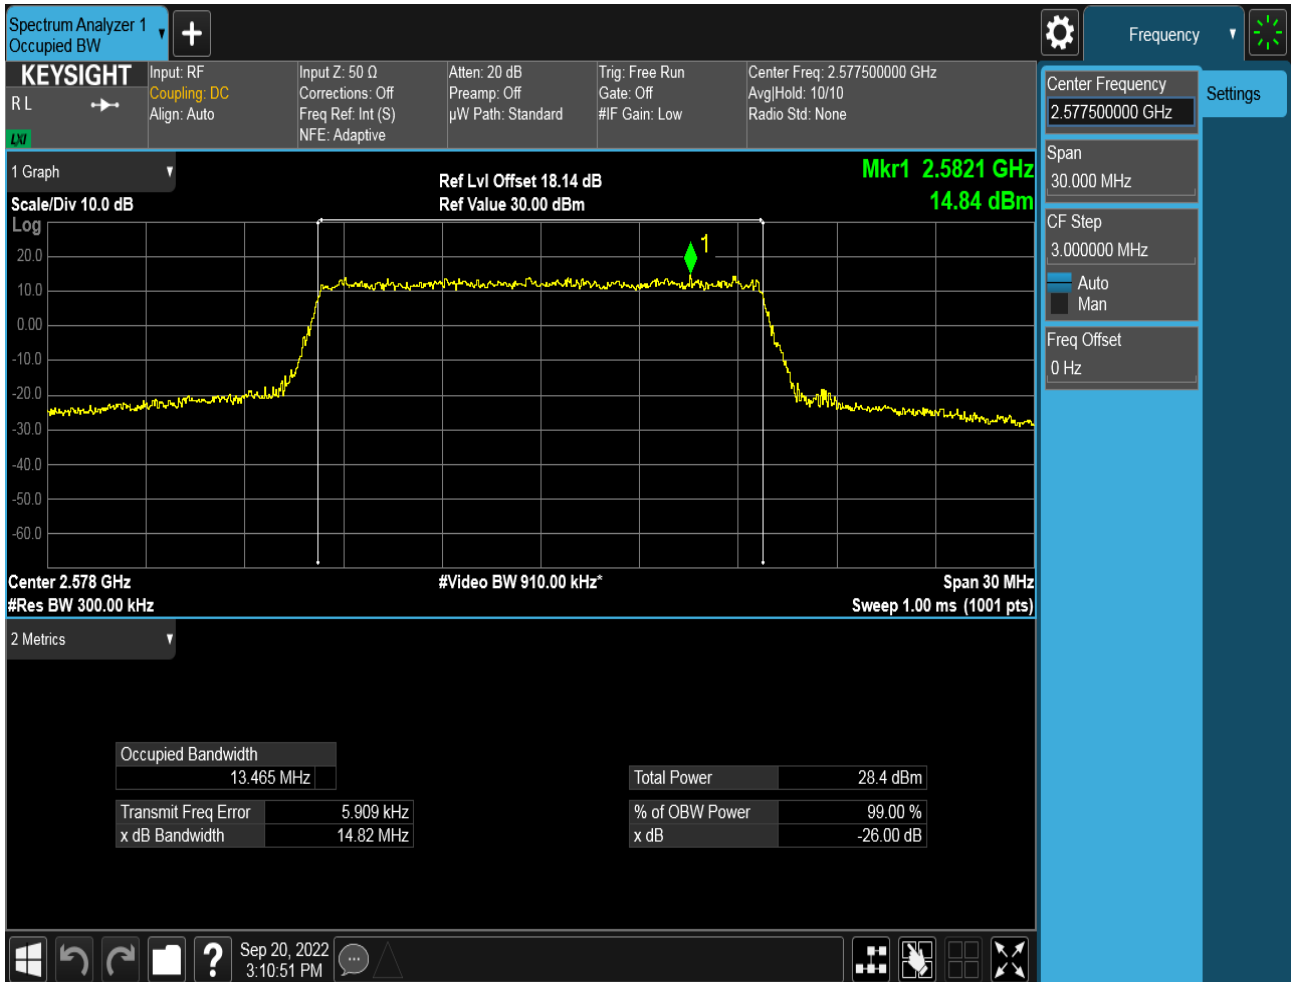 Spectrum Analyzer 1
Occupied BW
Frequency
KEYSIGHT
R L
LXI
Input: RF
Coupling: DC
Align: Auto
Input Z: 50 Ω
Corrections: Off
Freq Ref: Int (S)
NFE: Adaptive
Atten: 20 dB
Preamp: Off
µW Path: Standard
Trig: Free Run
Gate: Off
#IF Gain: Low
Center Freq: 2.577500000 GHz
Avg|Hold: 10/10
Radio Std: None
Center Frequency
2.577500000 GHz
Settings
Span
30.000 MHz
CF Step
3.000000 MHz
Auto
Man
Freq Offset
0 Hz
1 Graph
Ref Lvl Offset 18.14 dB
Mkr1 2.5821 GHz
Scale/Div 10.0 dB
Ref Value 30.00 dBm
14.84 dBm
Log
1
20.0
10.0
0.00
-10.0
-20.0
-30.0
-40.0
-50.0
-60.0
Center 2.578 GHz
#Video BW 910.00 kHz*
Span 30 MHz
#Res BW 300.00 kHz
Sweep 1.00 ms (1001 pts)
2 Metrics
Occupied Bandwidth
13.465 MHz
Total Power 28.4 dBm
Transmit Freq Error 5.909 kHz
% of OBW Power 99.00 %
x dB Bandwidth 14.82 MHz
x dB -26.00 dB
?
Sep 20, 2022
3:10:51 PM